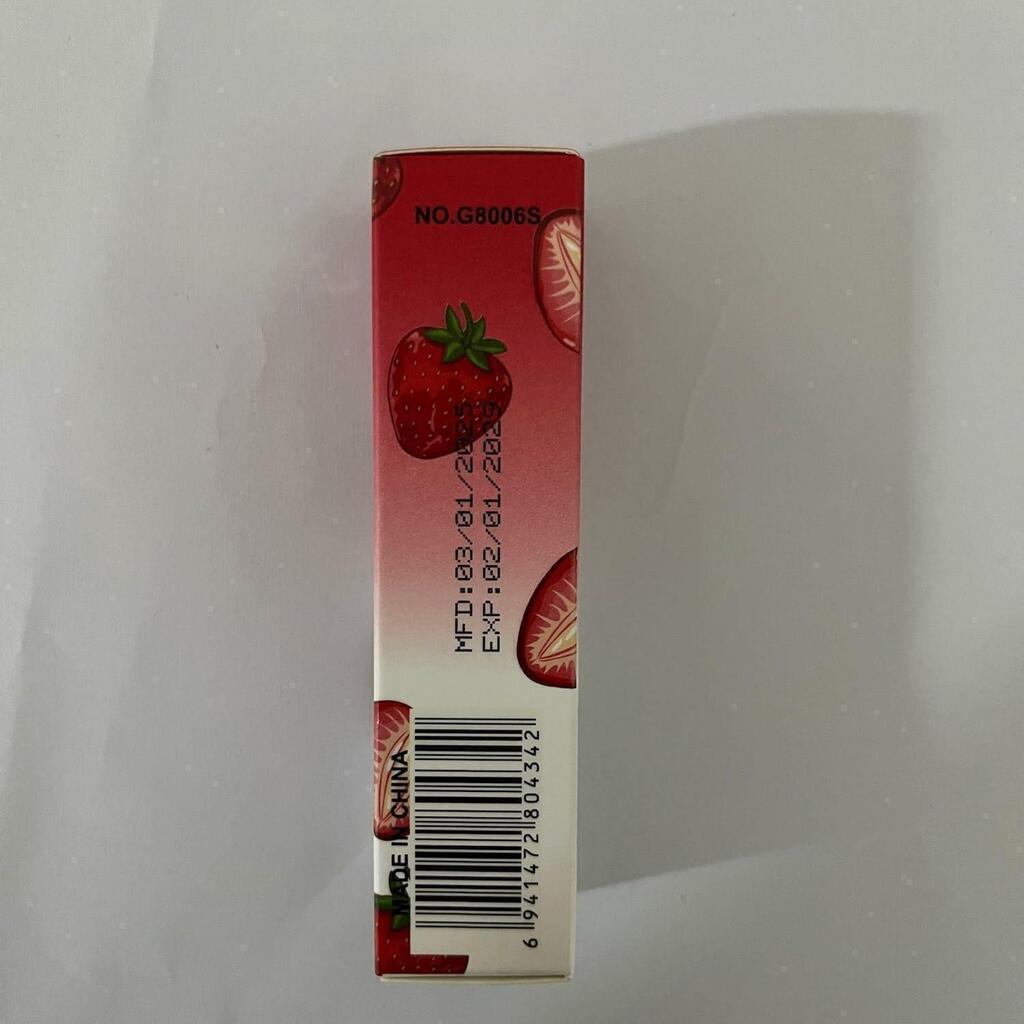 NO.G8006S
MFD:03/01/2025
EXP:02/01/2029
MADE IN CHINA
6 941472 804342